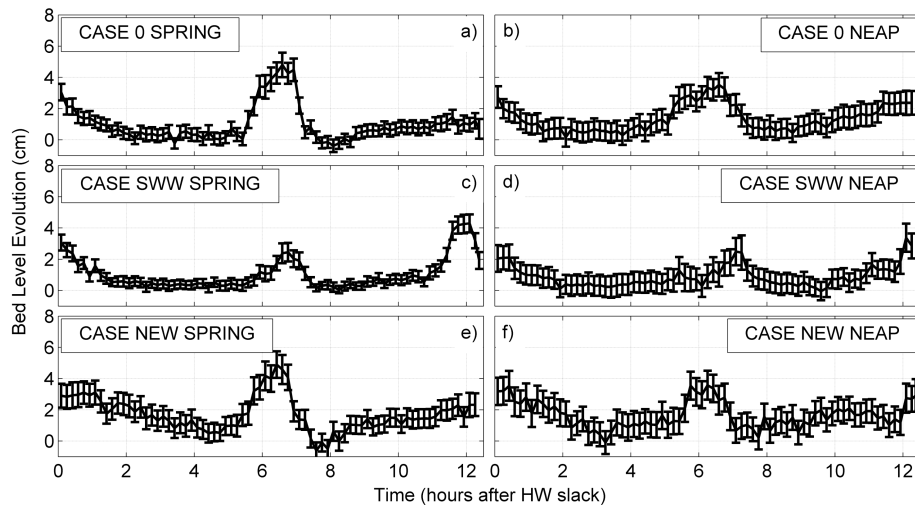 CASE 0 SPRING
a)
b)
CASE 0 NEAP
8
6
4
2
0
CASE SWW SPRING
c)
d)
CASE SWW NEAP
8
6
4
2
0
Bed Level Evolution (cm)
CASE NEW SPRING
e)
f)
CASE NEW NEAP
8
6
4
2
0
0 2 4 6 8 10 12
0 2 4 6 8 10 12
Time (hours after HW slack)